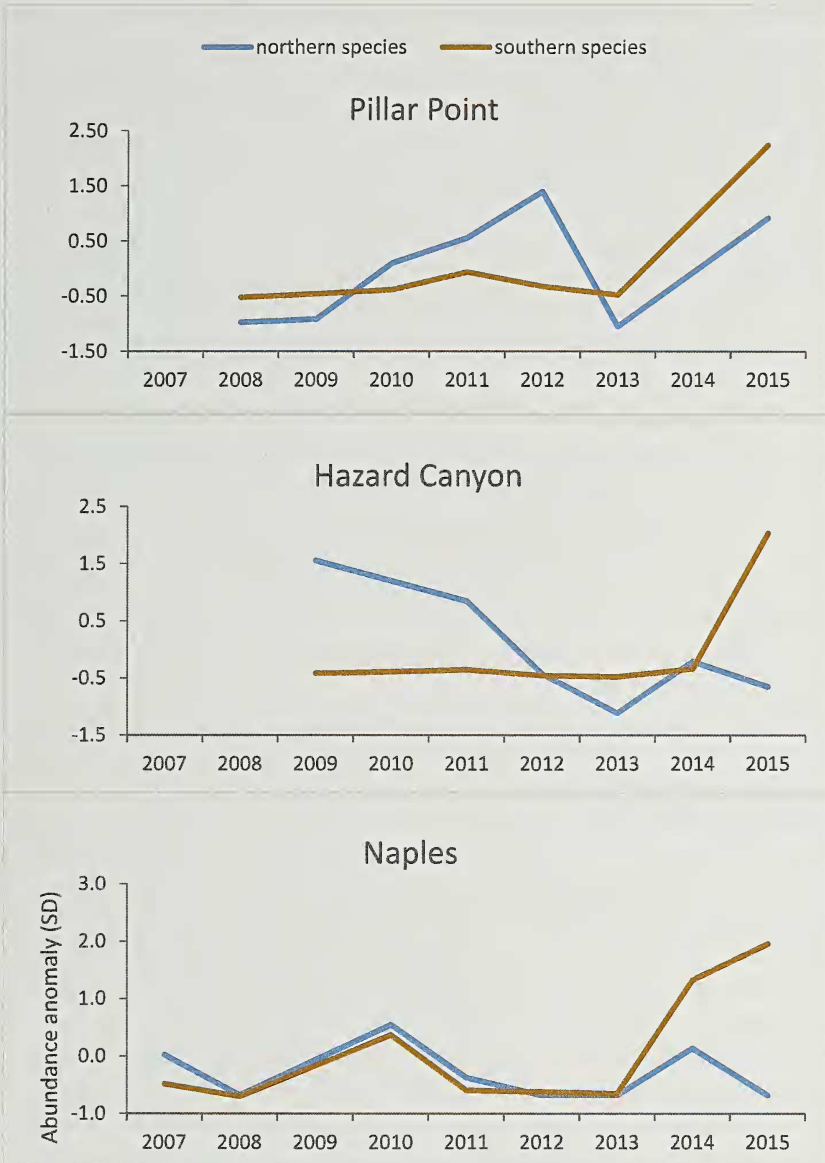 northern species southern species
Pillar Point
2.50
1.50
0.50
-0.50
-1.50
2007 2008 2009 2010 2011 2012 2013 2014 2015
Hazard Canyon
2.5
1.5
0.5
-0.5
-1.5
2007 2008 2009 2010 2011 2012 2013 2014 2015
Naples
Abundance anomaly (SD)
3.0
2.0
1.0
0.0
-1.0
2007 2008 2009 2010 2011 2012 2013 2014 2015